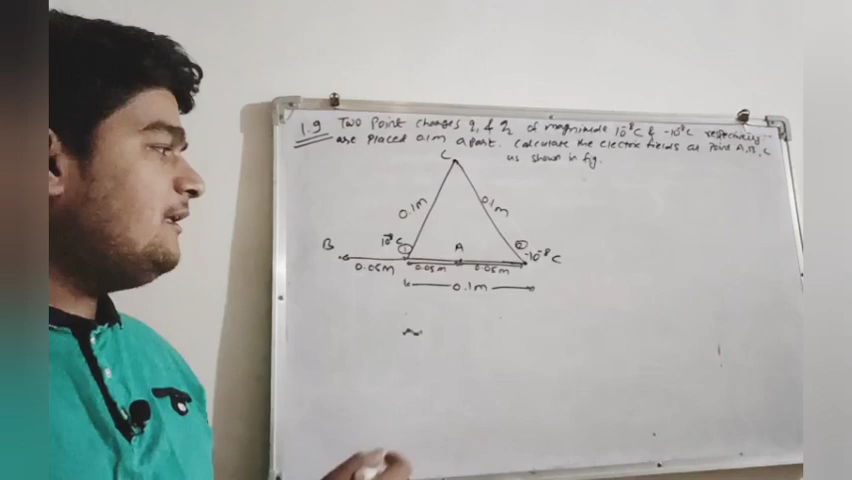 1.9 Two Point charges q₁ & q₂ of magnitude 10⁻⁸C & -10⁻⁸C respectively
are placed 0.1m apart. Calculate the electric fields at point A, B, C
as shown in fig.
C
0.1m 0.1m
B 10⁻⁸C 1 A 2 -10⁻⁸C
0.05m 0.05m 0.05m
0.1m